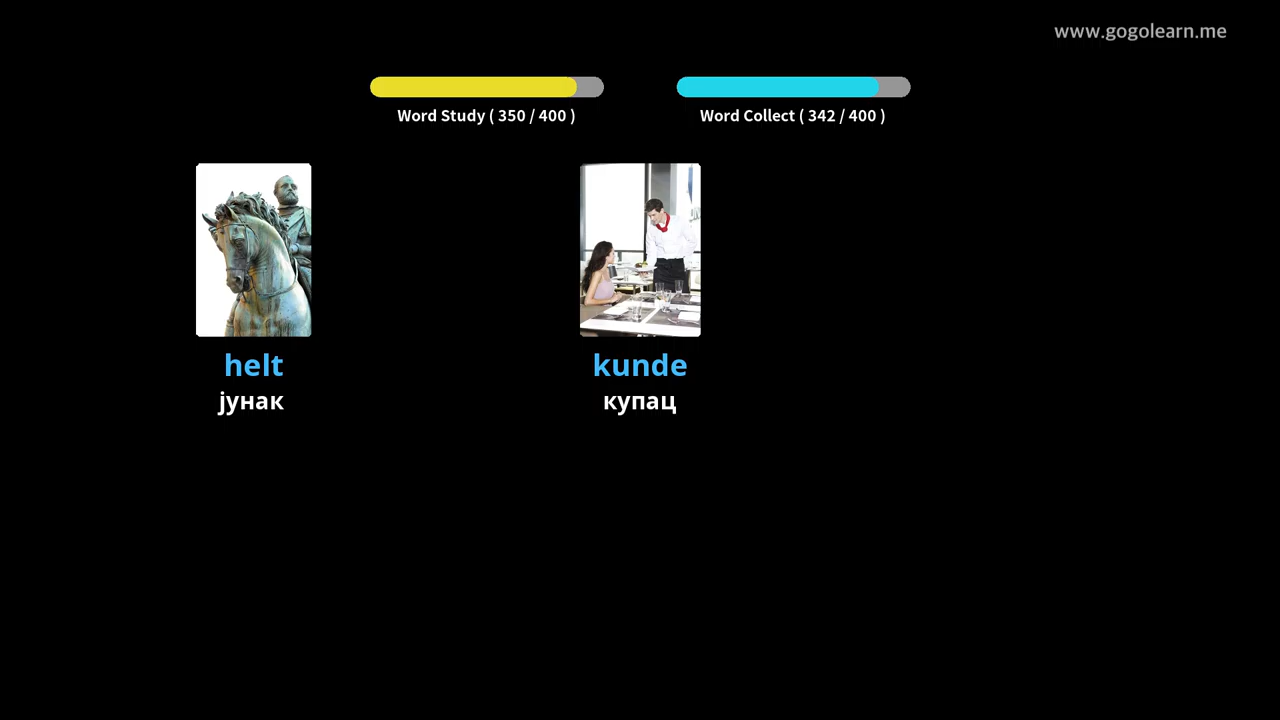 www.gogolearn.me
Word Study ( 350 / 400 )
Word Collect ( 342 / 400 )
helt
јунак
kunde
купац